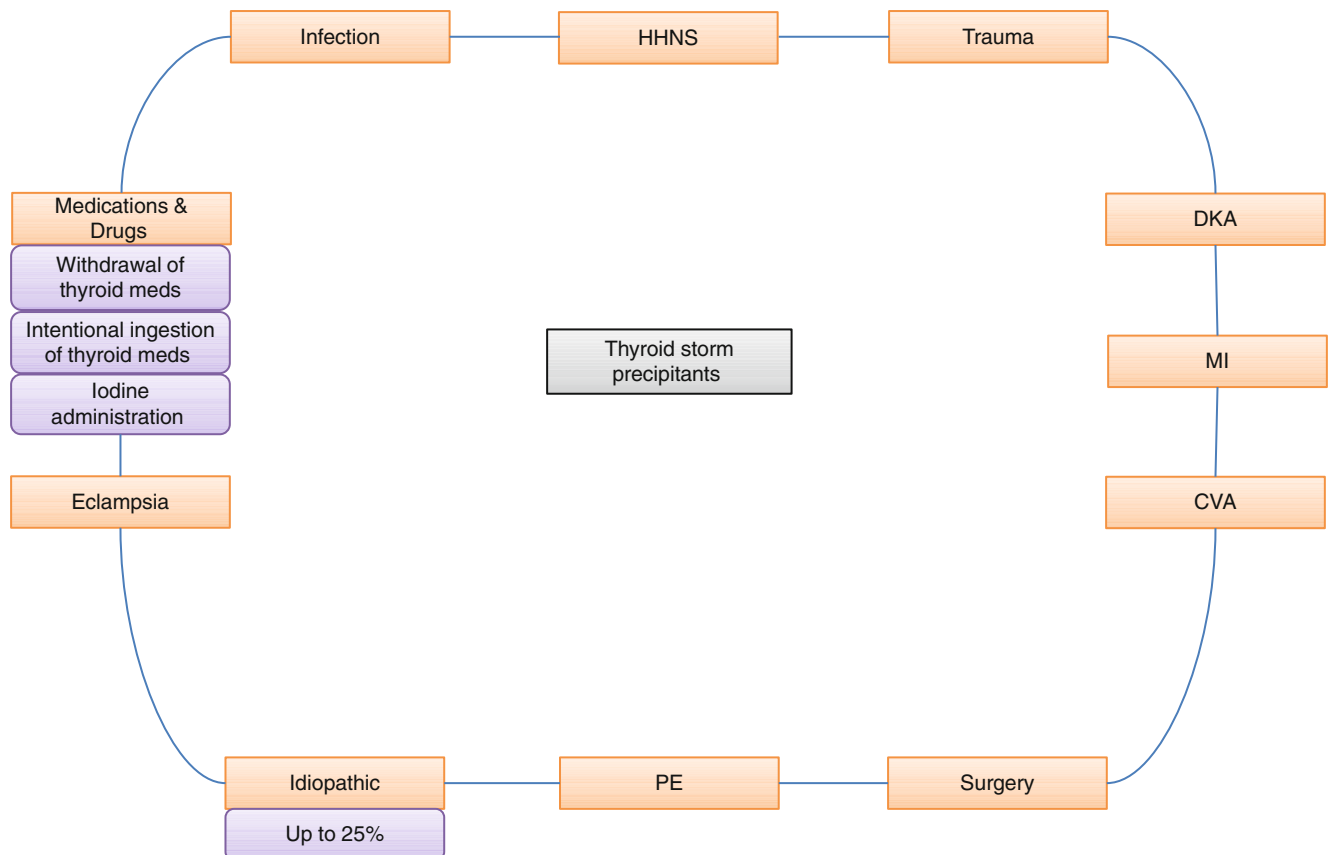 Infection
HHNS
Trauma
Medications &
Drugs
Withdrawal of
thyroid meds
Intentional ingestion
of thyroid meds
Iodine
administration
DKA
Thyroid storm
precipitants
MI
Eclampsia
CVA
Idiopathic
Up to 25%
PE
Surgery